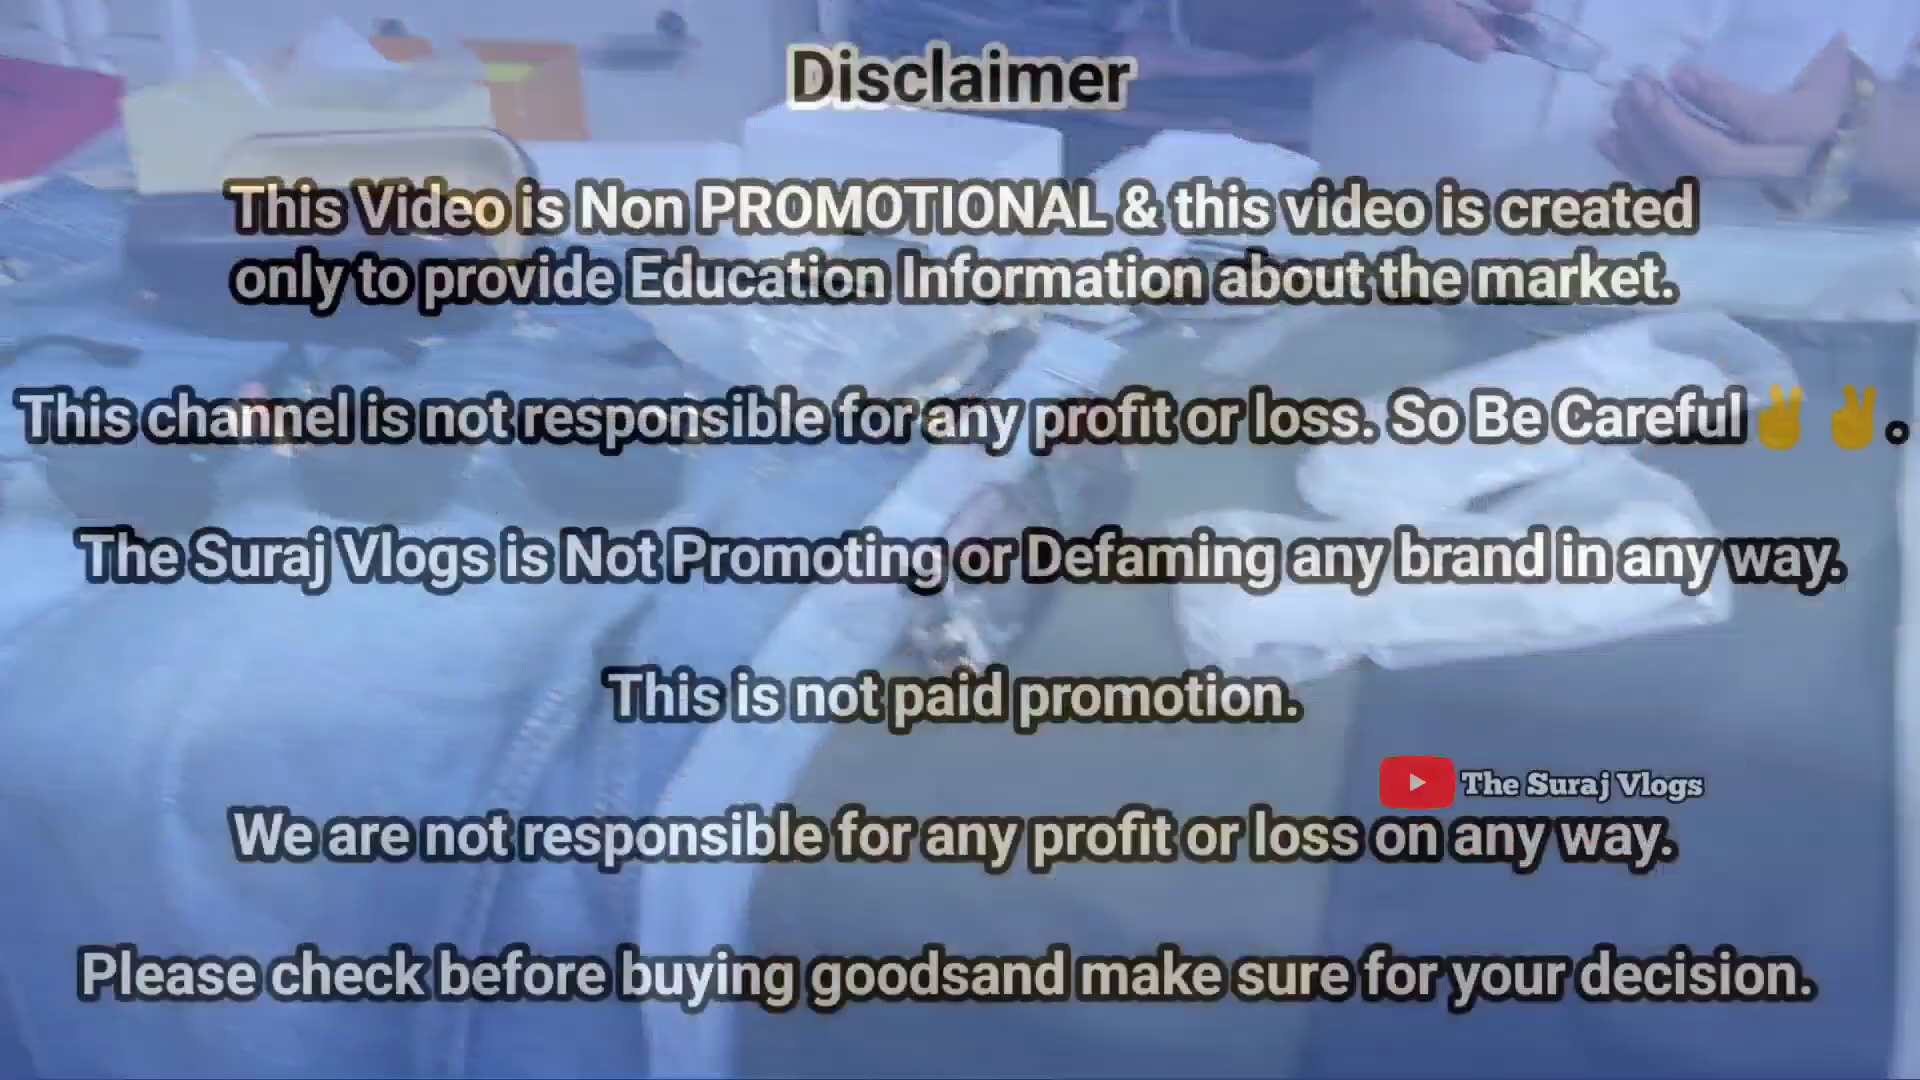 Disclaimer
This Video is Non PROMOTIONAL & this video is created
only to provide Education Information about the market.
This channel is not responsible for any profit or loss. So Be Careful✌️ ✌️.
The Suraj Vlogs is Not Promoting or Defaming any brand in any way.
This is not paid promotion.
The Suraj Vlogs
We are not responsible for any profit or loss on any way.
Please check before buying goodsand make sure for your decision.